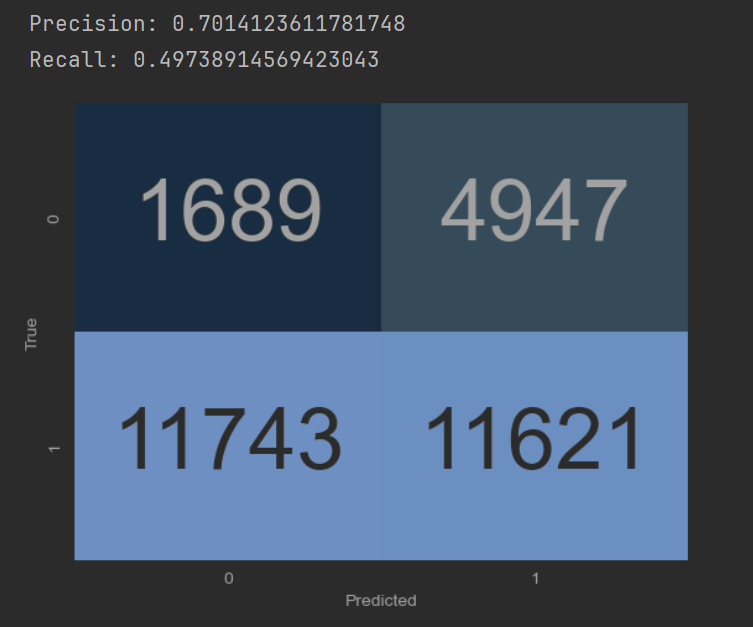 Precision: 0.7014123611781748
Recall: 0.49738914569423043
0
1689
4947
True
1
11743
11621
0
1
Predicted